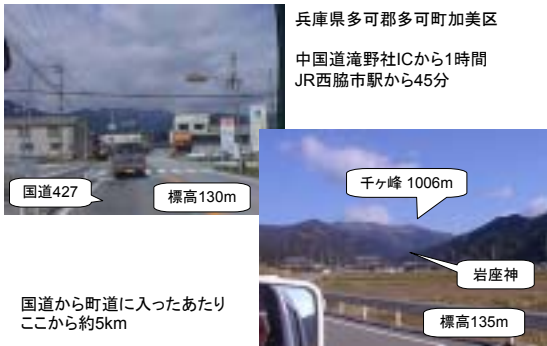 兵庫県多可郡多可町加美区
中国道滝野社ICから1時間
JR西脇市駅から45分
国道427
標高130m
千ヶ峰 1006m
岩座神
標高135m
国道から町道に入ったあたり
ここから約5km